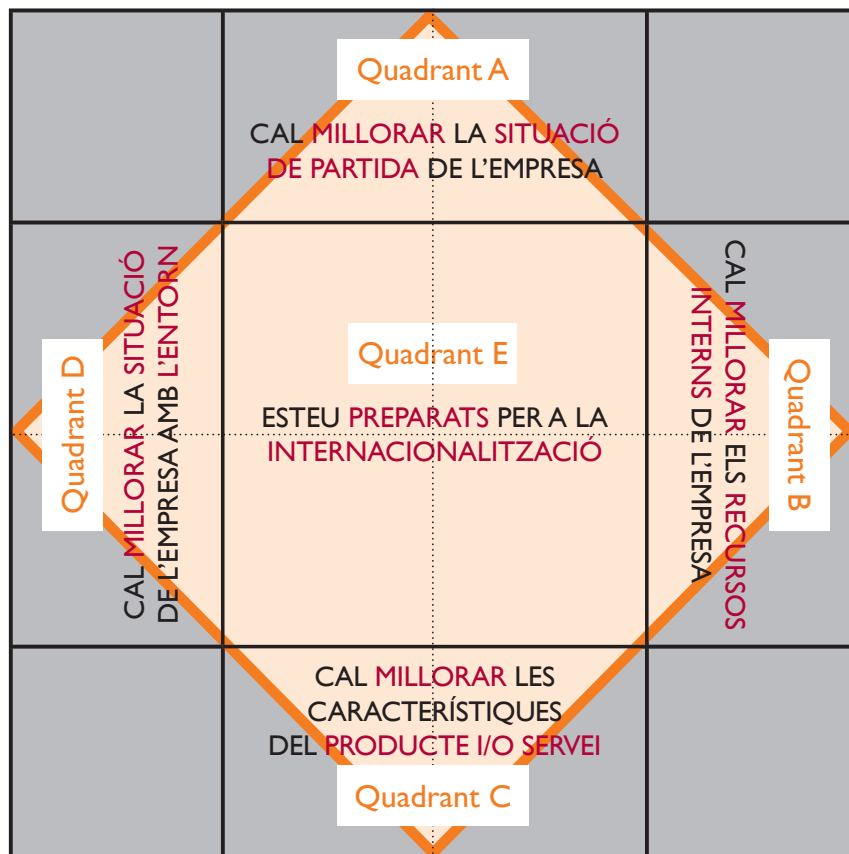 Quadrant A
CAL MILLORAR LA SITUACIÓ
DE PARTIDA DE L'EMPRESA
Quadrant D
CAL MILLORAR LA SITUACIÓ
DE L'EMPRESA AMB L'ENTORN
Quadrant E
ESTEU PREPARATS PER A LA
INTERNACIONALITZACIÓ
CAL MILLORAR ELS RECURSOS
INTERNS DE L'EMPRESA
Quadrant B
CAL MILLORAR LES
CARACTERÍSTIQUES
DEL PRODUCTE I/O SERVEI
Quadrant C